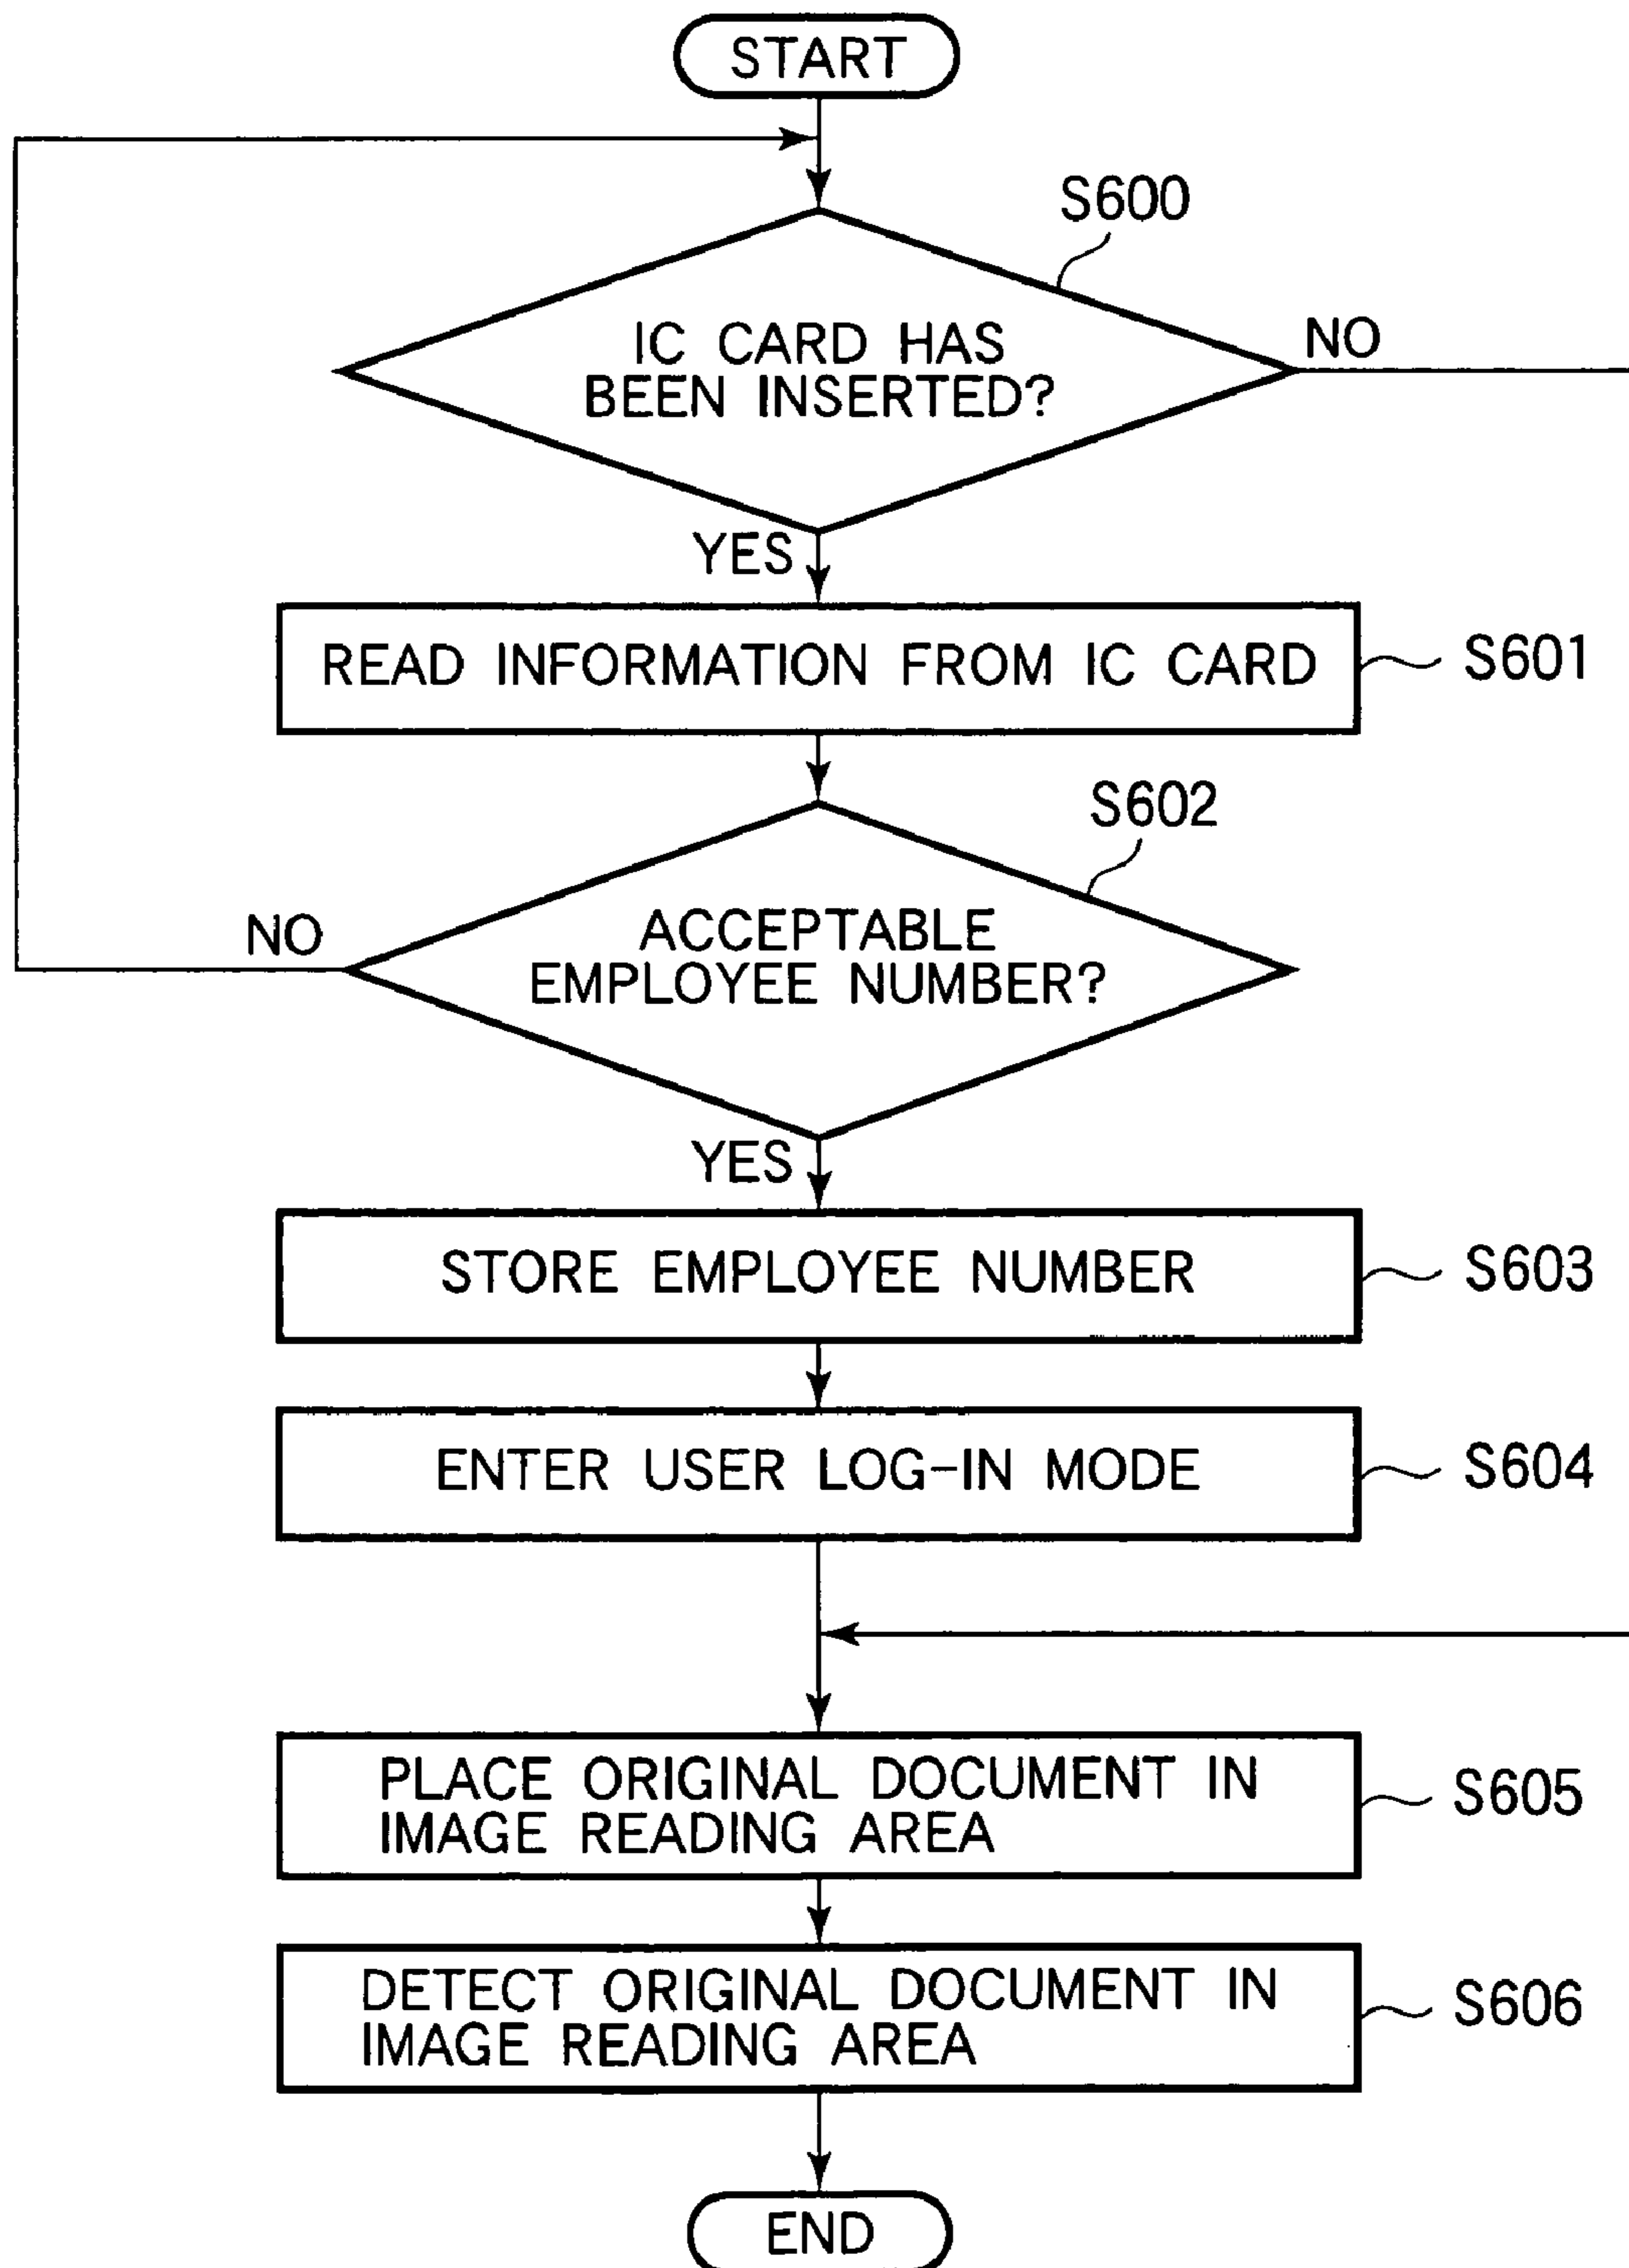 START
S600
IC CARD HAS
BEEN INSERTED?
NO
YES
READ INFORMATION FROM IC CARD
S601
S602
ACCEPTABLE
EMPLOYEE NUMBER?
NO
YES
STORE EMPLOYEE NUMBER
S603
ENTER USER LOG-IN MODE
S604
PLACE ORIGINAL DOCUMENT IN
IMAGE READING AREA
S605
DETECT ORIGINAL DOCUMENT IN
IMAGE READING AREA
S606
END